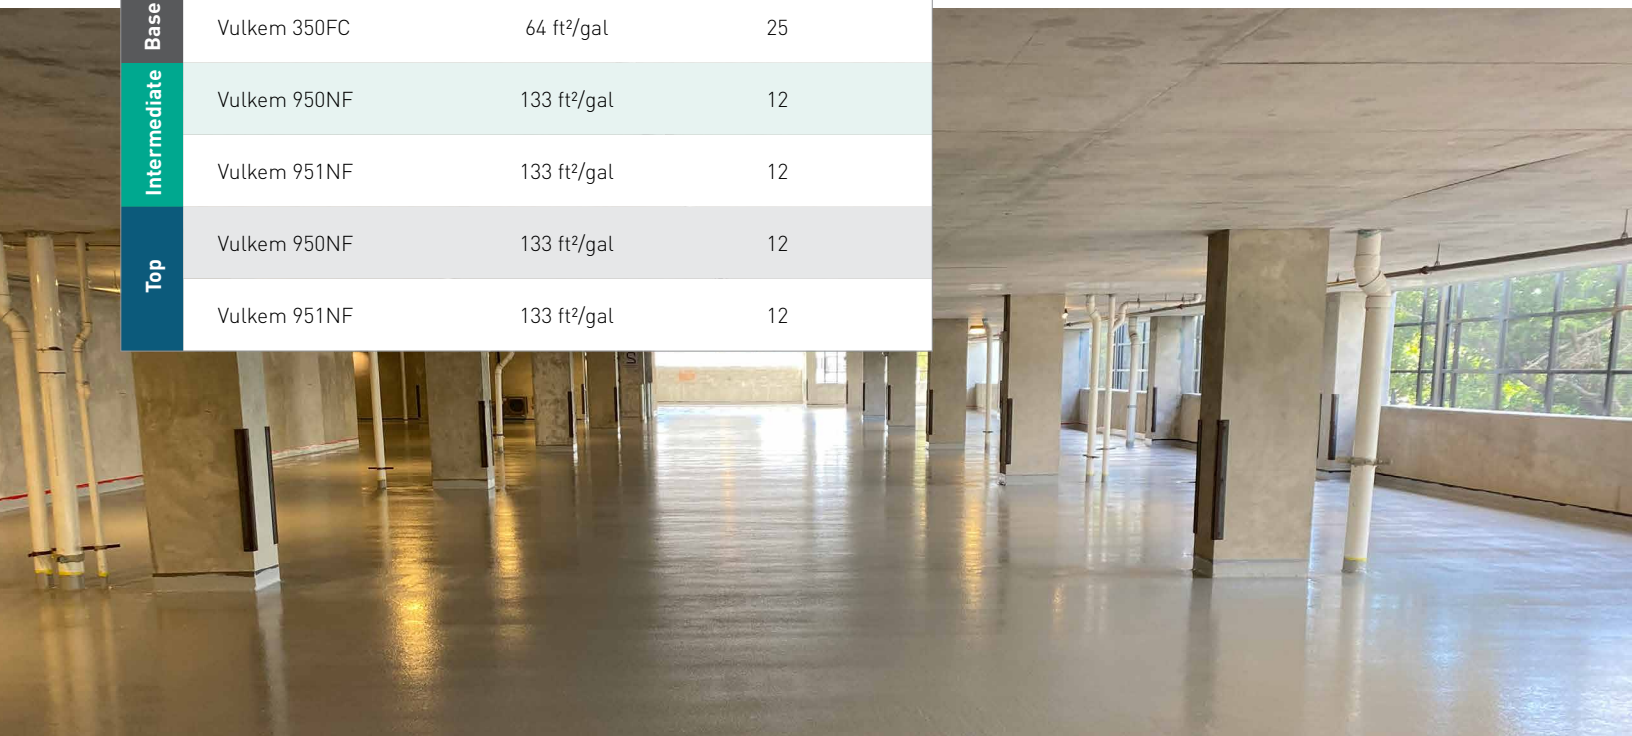 Base
Vulkem 350FC 64 ft²/gal 25
Intermediate
Vulkem 950NF 133 ft²/gal 12
Vulkem 951NF 133 ft²/gal 12
Top
Vulkem 950NF 133 ft²/gal 12
Vulkem 951NF 133 ft²/gal 12